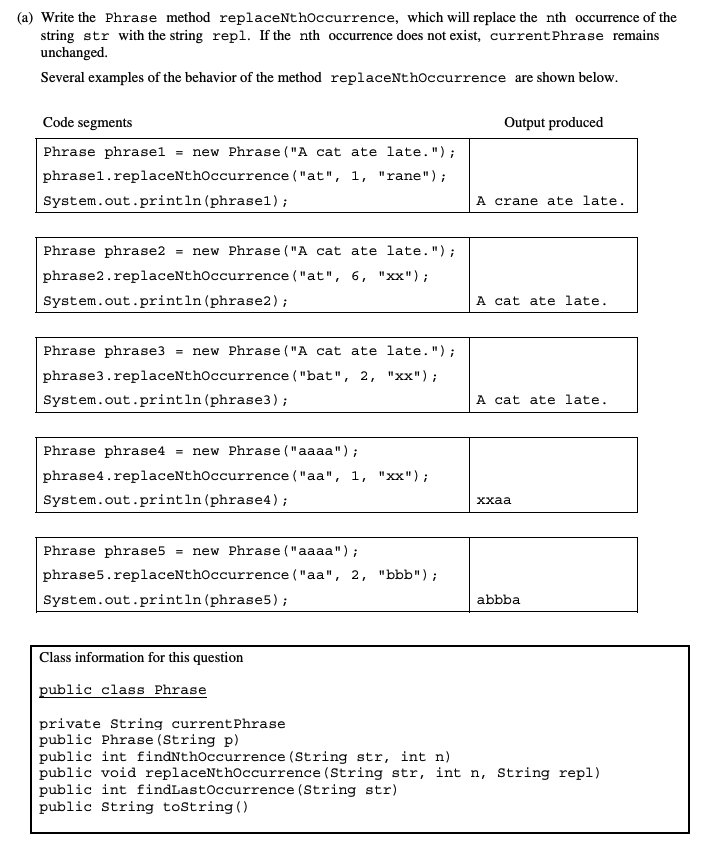 (a) Write the Phrase method replaceNthOccurrence, which will replace the nth occurrence of the
string str with the string repl. If the nth occurrence does not exist, currentPhrase remains
unchanged.
Several examples of the behavior of the method replaceNthOccurrence are shown below.
Code segments Output produced
Phrase phrase1 = new Phrase("A cat ate late.");
phrase1.replaceNthOccurrence("at", 1, "rane");
System.out.println(phrase1); A crane ate late.
Phrase phrase2 = new Phrase("A cat ate late.");
phrase2.replaceNthOccurrence("at", 6, "xx");
System.out.println(phrase2); A cat ate late.
Phrase phrase3 = new Phrase("A cat ate late.");
phrase3.replaceNthOccurrence("bat", 2, "xx");
System.out.println(phrase3); A cat ate late.
Phrase phrase4 = new Phrase("aaaa");
phrase4.replaceNthOccurrence("aa", 1, "xx");
System.out.println(phrase4); xxaa
Phrase phrase5 = new Phrase("aaaa");
phrase5.replaceNthOccurrence("aa", 2, "bbb");
System.out.println(phrase5); abbba
Class information for this question
public class Phrase
private String currentPhrase
public Phrase(String p)
public int findNthOccurrence(String str, int n)
public void replaceNthOccurrence(String str, int n, String repl)
public int findLastOccurrence(String str)
public String toString()